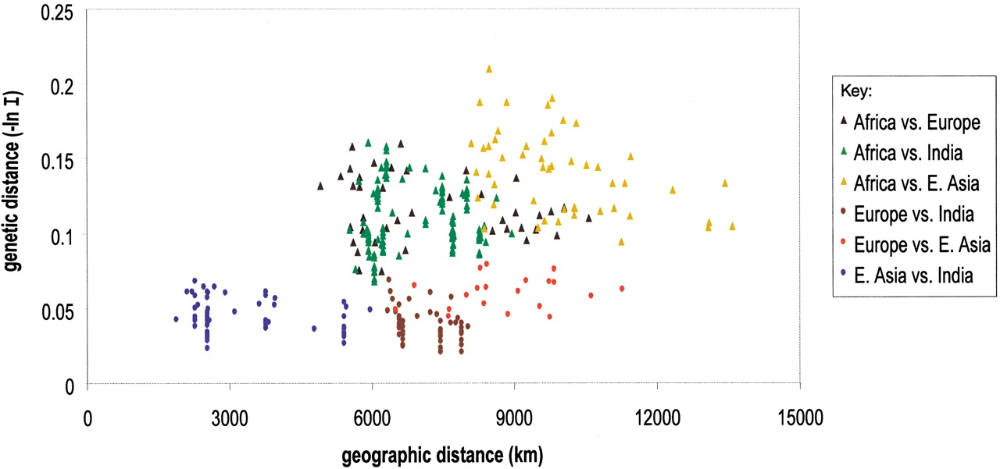 0.25
0.2
0.15
0.1
0.05
0
genetic distance (-ln I)
0 3000 6000 9000 12000 15000
geographic distance (km)
Key:
Africa vs. Europe
Africa vs. India
Africa vs. E. Asia
Europe vs. India
Europe vs. E. Asia
E. Asia vs. India